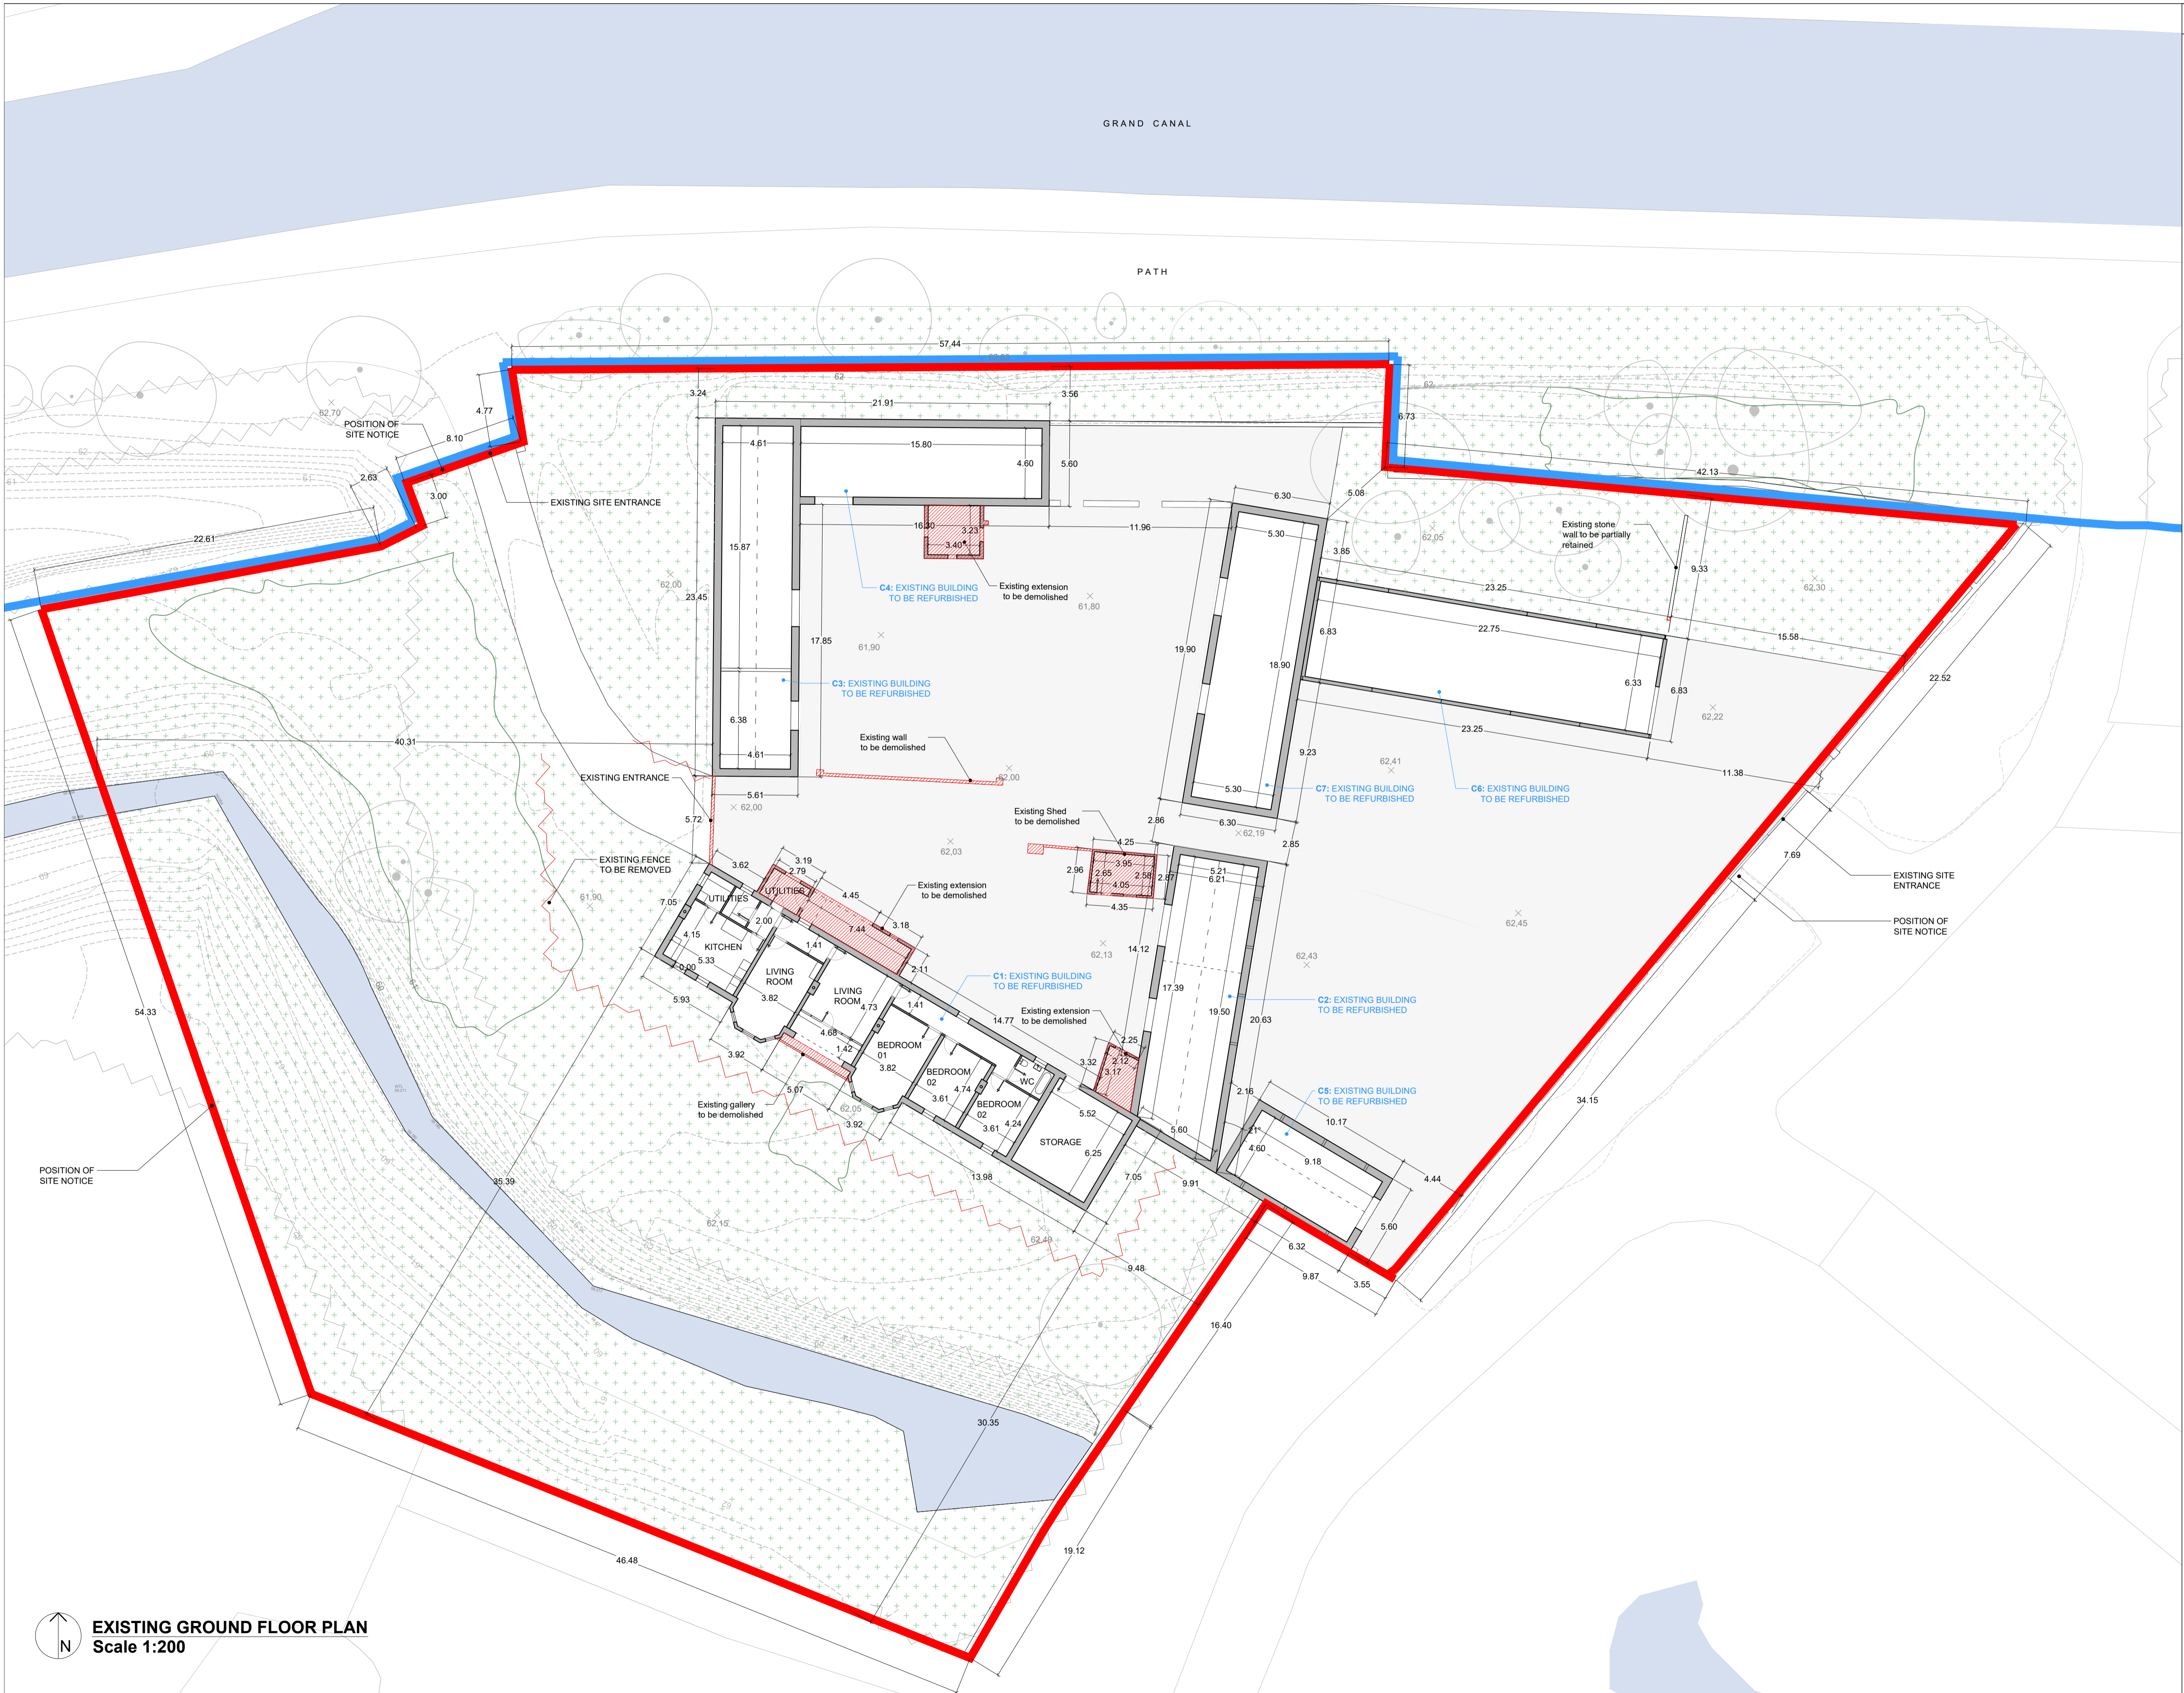 GRAND CANAL
PATH
57.44
62
62
3.24
3.56
21.91
6.73
62,70
POSITION OF
SITE NOTICE
4.77
8.10
2.63
3.00
EXISTING SITE ENTRANCE
22.61
4.61
15.80
4.60
5.60
42.13
5.08
6.30
5.30
11.96
16.30
3.23
3.40
15.87
62,00
23.45
17.85
C4: EXISTING BUILDING
TO BE REFURBISHED
Existing extension
to be demolished
61,80
61,90
3.85
62,05
Existing stone
wall to be partially
retained
9.33
62,30
23.25
22.75
15.58
6.83
19.90
18.90
6.33
6.83
22.52
62,22
C3: EXISTING BUILDING
TO BE REFURBISHED
6.38
4.61
5.61
40.31
Existing wall
to be demolished
62,00
EXISTING ENTRANCE
62,00
5.72
23.25
9.23
62,41
11.38
C7: EXISTING BUILDING
TO BE REFURBISHED
C6: EXISTING BUILDING
TO BE REFURBISHED
5.30
6.30
62,19
2.86
2.85
7.69
Existing Shed
to be demolished
4.25
3.95
2.96
2.65
2.58
2.87
4.05
4.35
5.21
6.21
62,03
EXISTING FENCE
TO BE REMOVED
61,90
3.62
3.19
2.79
UTILITIES
UTILITIES
4.45
Existing extension
to be demolished
3.18
7.44
2.00
7.05
4.15
KITCHEN
5.33
0.00
1.41
2.11
LIVING
ROOM
3.82
LIVING
ROOM
4.73
4.68
1.42
5.93
3.92
1.41
C1: EXISTING BUILDING
TO BE REFURBISHED
14.77
Existing extension
to be demolished
62,13
14.12
17.39
19.50
20.63
62,43
62,45
C2: EXISTING BUILDING
TO BE REFURBISHED
EXISTING SITE
ENTRANCE
POSITION OF
SITE NOTICE
54.33
2.25
2.12
3.32
3.17
BEDROOM
01
3.82
BEDROOM
02
4.74
3.61
BEDROOM
02
3.61
4.24
WC
STORAGE
5.52
6.25
5.60
7.05
Existing gallery
to be demolished
5.07
62,05
3.92
13.98
2.16
C5: EXISTING BUILDING
TO BE REFURBISHED
10.17
21°
4.60
9.18
4.44
34.15
5.60
9.91
6.32
9.87
3.55
POSITION OF
SITE NOTICE
35.39
62,15
62,40
9.48
16.40
30.35
19.12
46.48
N
EXISTING GROUND FLOOR PLAN
Scale 1:200